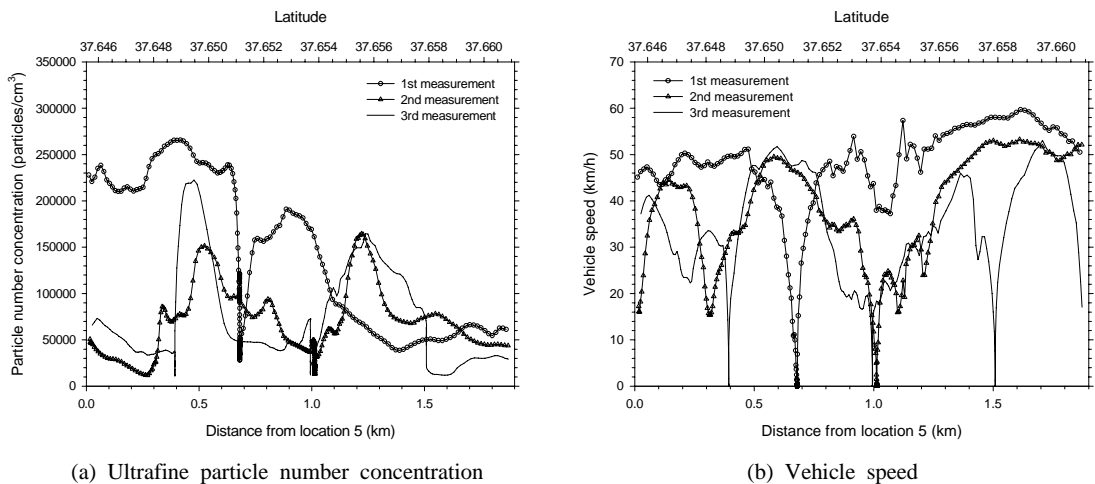 Latitude
37.646 37.648 37.650 37.652 37.654 37.656 37.658 37.660
350000
300000
250000
200000
150000
100000
50000
0
Particle number concentration (particles/cm³)
1st measurement
2nd measurement
3rd measurement
0.0 0.5 1.0 1.5
Distance from location 5 (km)
(a) Ultrafine particle number concentration
Latitude
37.646 37.648 37.650 37.652 37.654 37.656 37.658 37.660
70
60
50
40
30
20
10
0
Vehicle speed (km/h)
1st measurement
2nd measurement
3rd measurement
0.0 0.5 1.0 1.5
Distance from location 5 (km)
(b) Vehicle speed